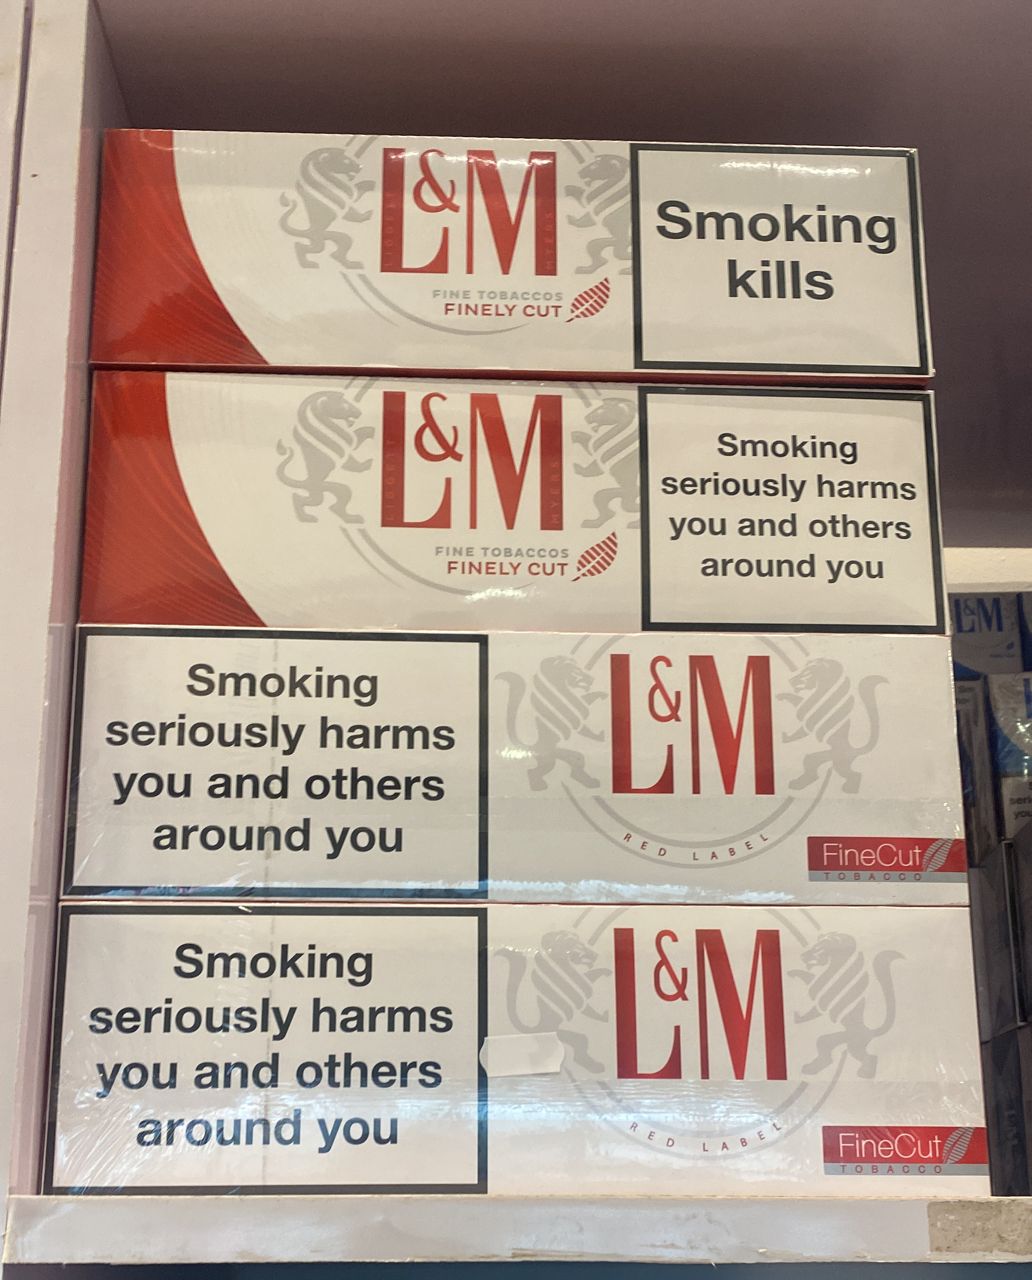 L&M
FINE TOBACCOS
FINELY CUT
Smoking
kills
L&M
FINE TOBACCOS
FINELY CUT
Smoking
seriously harms
you and others
around you
Smoking
seriously harms
you and others
around you
L&M
RED LABEL
FineCut
TOBACCO
Smoking
seriously harms
you and others
around you
L&M
RED LABEL
FineCut
TOBACCO
L&M